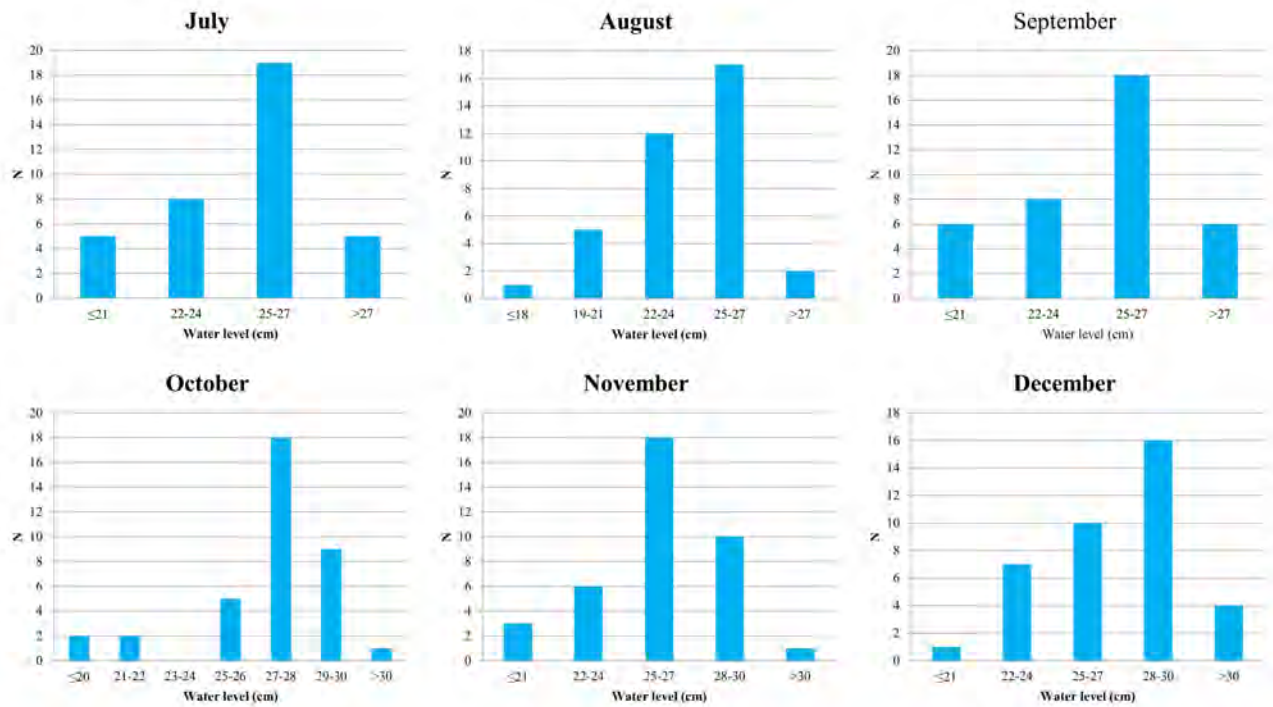 July
20
18
16
14
12
10
8
6
4
2
0
N
≤21 22-24 25-27 >27
Water level (cm)
August
18
16
14
12
10
8
6
4
2
0
N
≤18 19-21 22-24 25-27 >27
Water level (cm)
September
20
18
16
14
12
10
8
6
4
2
0
N
≤21 22-24 25-27 >27
Water level (cm)
October
20
18
16
14
12
10
8
6
4
2
0
N
≤20 21-22 23-24 25-26 27-28 29-30 >30
Water level (cm)
November
20
18
16
14
12
10
8
6
4
2
0
N
≤21 22-24 25-27 28-30 >30
Water level (cm)
December
18
16
14
12
10
8
6
4
2
0
N
≤21 22-24 25-27 28-30 >30
Water level (cm)